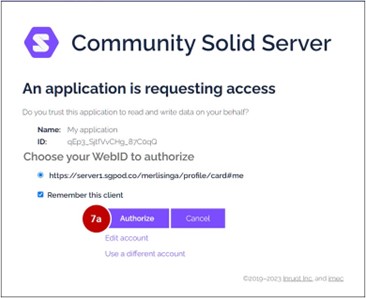 Community Solid Server
An application is requesting access
Do you trust this application to read and write data on your behalf?
Name: My application
ID:
Choose your WebID to authorize
https://server1.sgpod.co/merlisinga/profile/card#me
Remember this client
7a Authorize Cancel
Edit account
Use a different account
©2019–2023 Inrupt Inc. and imec